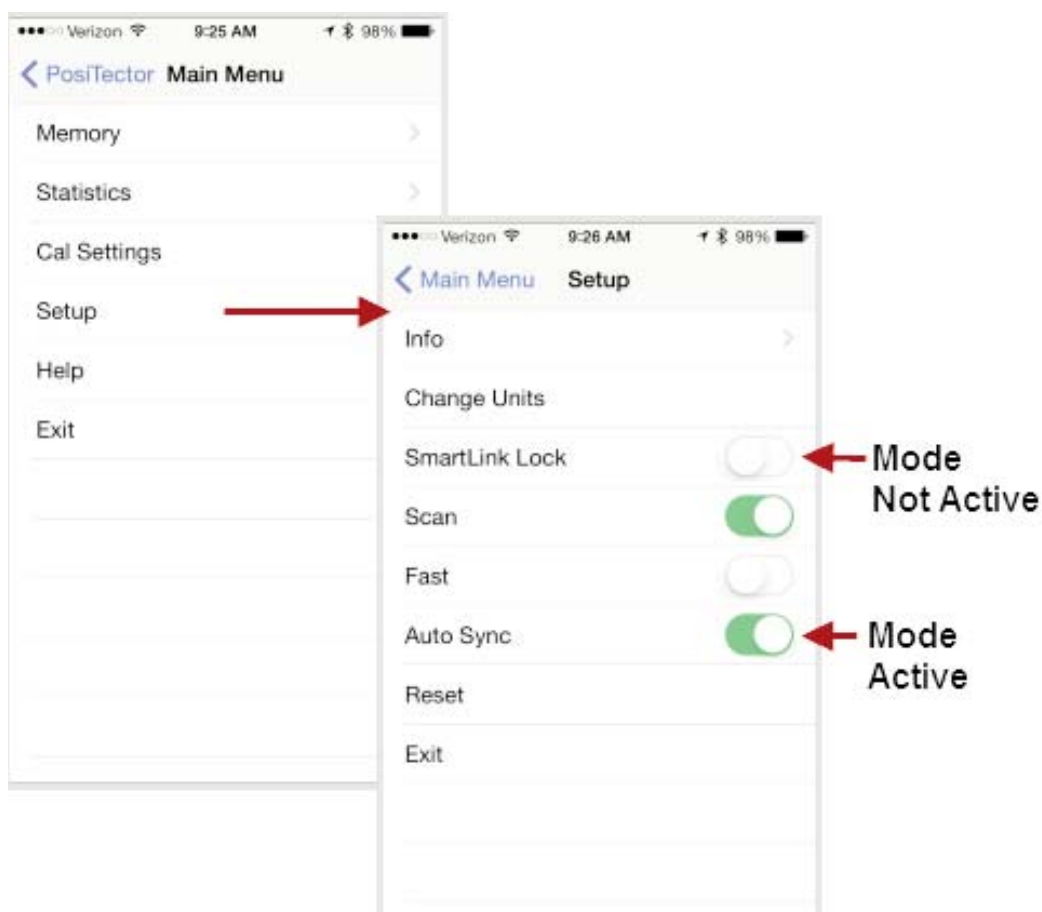 Verizon 9:25 AM 98%
PosiTector Main Menu
Memory
Statistics
Cal Settings
Setup
Help
Exit
Verizon 9:26 AM 98%
Main Menu Setup
Info
Change Units
SmartLink Lock
Scan
Fast
Auto Sync
Reset
Exit
Mode
Not Active
Mode
Active